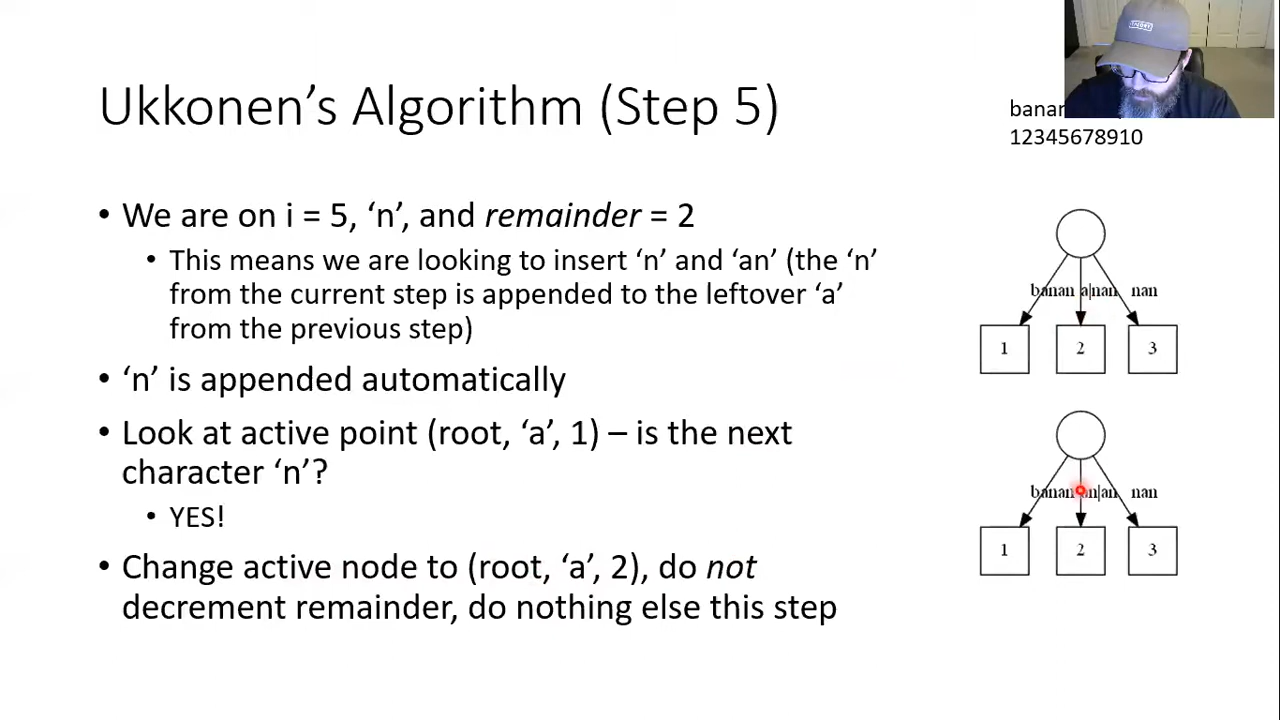 Ukkonen's Algorithm (Step 5)
12345678910
• We are on i = 5, ‘n’, and remainder = 2
• This means we are looking to insert ‘n’ and ‘an’ (the ‘n’
from the current step is appended to the leftover ‘a’
from the previous step)
• ‘n’ is appended automatically
• Look at active point (root, ‘a’, 1) – is the next
character ‘n’?
• YES!
• Change active node to (root, ‘a’, 2), do not
decrement remainder, do nothing else this step
banan a|nan nan
1 2 3
banan an|an nan
1 2 3